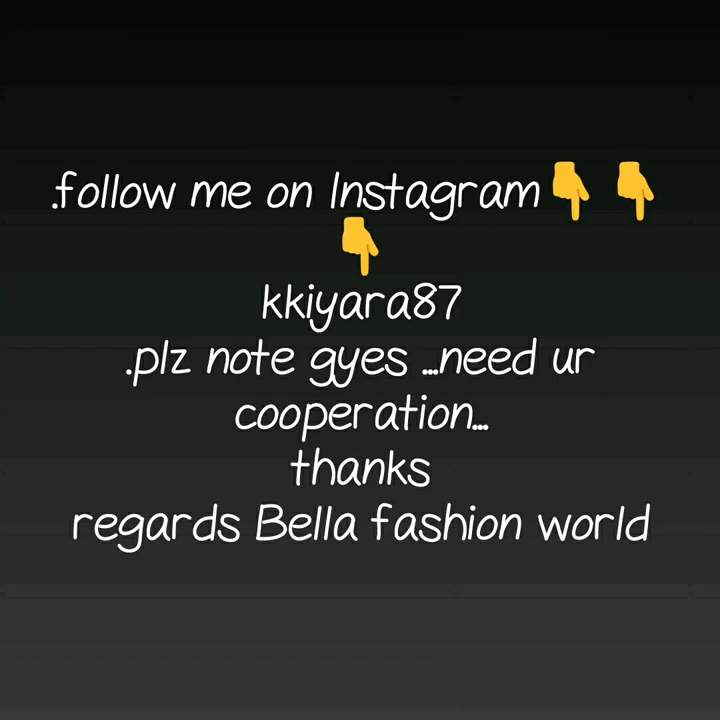 .follow me on Instagram👇 👇
👇
kkiyara87
.plz note gyes ...need ur
cooperation...
thanks
regards Bella fashion world